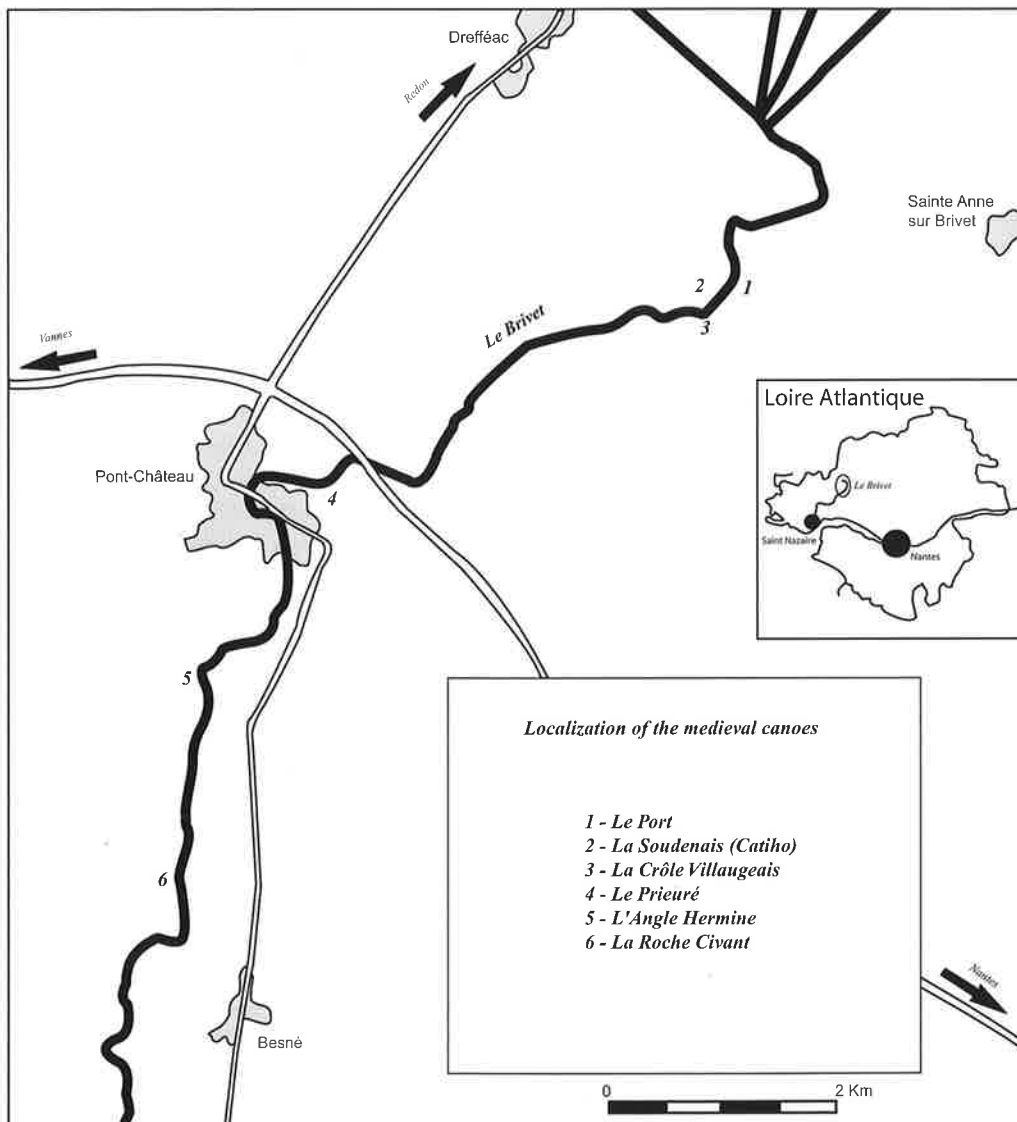 Drefféac
Redon
Sainte Anne
sur Brivet
2
1
3
Le Brivet
Vannes
Loire Atlantique
Le Brivet
Saint Nazaire
Nantes
Pont-Château
4
5
Localization of the medieval canoes
1 - Le Port
2 - La Soudenais (Catiho)
3 - La Crôle Villaugeais
4 - Le Prieuré
5 - L'Angle Hermine
6 - La Roche Civant
6
Nantes
Besné
0 2 Km